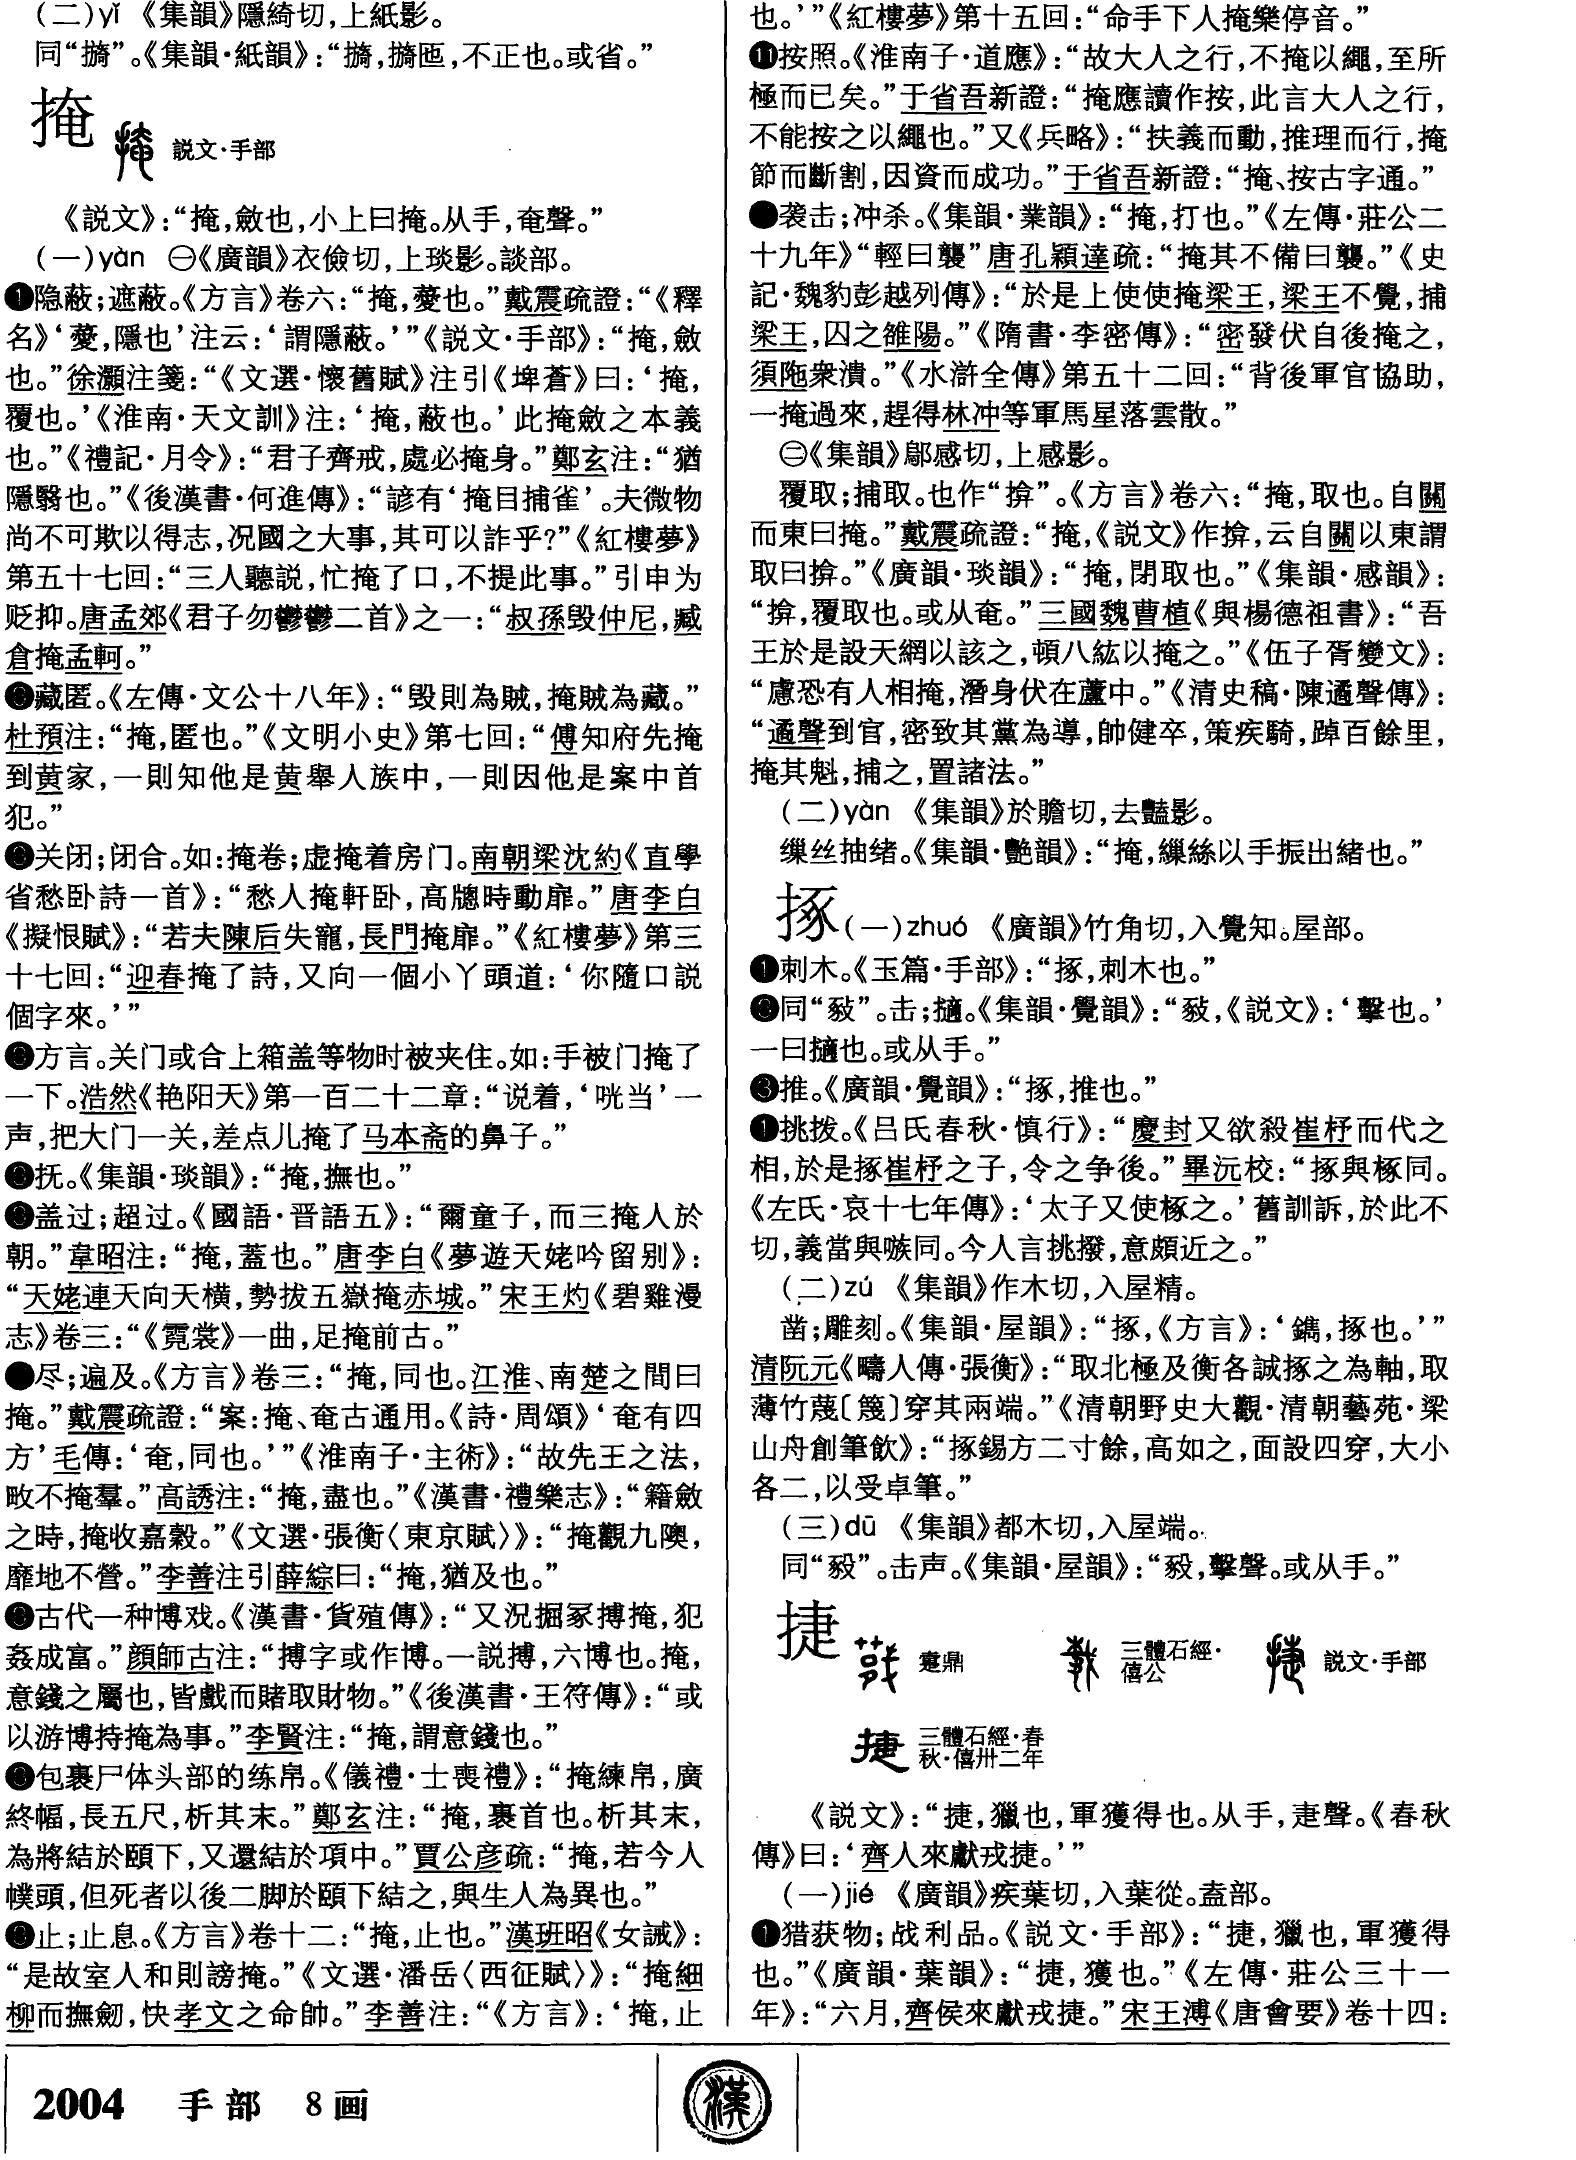 (二)yǐ 《集韻》隱綺切,上紙影。
同“㩽”。《集韻·紙韻》:“㩽,㩽匜,不正也。或省。”
掩 説文·手部
《説文》:“掩,斂也,小上曰掩。从手,奄聲。”
(一)yǎn ㊀《廣韻》衣儉切,上琰影。談部。
❶隐蔽;遮蔽。《方言》卷六:“掩,薆也。”戴震疏證:“《釋
名》‘薆,隱也’注云:‘謂隱蔽。’”《説文·手部》:“掩,斂
也。”徐灝注箋:“《文選·懷舊賦》注引《埤蒼》曰:‘掩,
覆也。’《淮南·天文訓》注:‘掩,蔽也。’此掩斂之本義
也。”《禮記·月令》:“君子齊戒,處必掩身。”鄭玄注:“猶
隱翳也。”《後漢書·何進傳》:“諺有‘掩目捕雀’。夫微物
尚不可欺以得志,况國之大事,其可以詐乎?”《紅樓夢》
第五十七回:“三人聽説,忙掩了口,不提此事。”引申为
贬抑。唐孟郊《君子勿鬱鬱二首》之一:“叔孫毁仲尼,臧
倉掩孟軻。”
藏匿。《左傳·文公十八年》:“毁則為賊,掩賊為藏。”
杜預注:“掩,匿也。”《文明小史》第七回:“傅知府先掩
到黄家,一則知他是黄舉人族中,一則因他是案中首
犯。”
关闭;闭合。如:掩卷;虚掩着房门。南朝梁沈約《直學
省愁卧詩一首》:“愁人掩軒卧,高牕時動扉。”唐李白
《擬恨賦》:“若夫陳后失寵,長門掩扉。”《紅樓夢》第三
十七回:“迎春掩了詩,又向一個小丫頭道:‘你隨口説
個字來。’”
方言。关门或合上箱盖等物时被夹住。如:手被门掩了
一下。浩然《艳阳天》第一百二十二章:“说着,‘咣当’一
声,把大门一关,差点儿掩了马本斋的鼻子。”
抚。《集韻·琰韻》:“掩,撫也。”
盖过;超过。《國語·晋語五》:“爾童子,而三掩人於
朝。”韋昭注:“掩,蓋也。”唐李白《夢遊天姥吟留别》:
“天姥連天向天横,勢拔五嶽掩赤城。”宋王灼《碧雞漫
志》卷三:“《霓裳》一曲,足掩前古。”
尽;遍及。《方言》卷三:“掩,同也。江淮、南楚之間曰
掩。”戴震疏證:“案:掩、奄古通用。《詩·周頌》‘奄有四
方’毛傳:‘奄,同也。’”《淮南子·主術》:“故先王之法,
畋不掩羣。”高誘注:“掩,盡也。”《漢書·禮樂志》:“籍斂
之時,掩收嘉穀。”《文選·張衡〈東京賦〉》:“掩觀九隩,
靡地不營。”李善注引薛綜曰:“掩,猶及也。”
古代一种博戏。《漢書·貨殖傳》:“又況掘冢搏掩,犯
姦成富。”顔師古注:“搏字或作博。一説搏,六博也。掩,
意錢之屬也,皆戲而賭取財物。”《後漢書·王符傳》:“或
以游博持掩為事。”李賢注:“掩,謂意錢也。”
包裹尸体头部的练帛。《儀禮·士喪禮》:“掩練帛,廣
終幅,長五尺,析其末。”鄭玄注:“掩,裹首也。析其末,
為將結於頤下,又還結於項中。”賈公彦疏:“掩,若今人
幞頭,但死者以後二脚於頤下結之,與生人為異也。”
止;止息。《方言》卷十二:“掩,止也。”漢班昭《女誡》:
“是故室人和則謗掩。”《文選·潘岳〈西征賦〉》:“掩細
柳而撫劒,快孝文之命帥。”李善注:“《方言》:‘掩,止
也。’”《紅樓夢》第十五回:“命手下人掩樂停音。”
⓫按照。《淮南子·道應》:“故大人之行,不掩以繩,至所
極而已矣。”于省吾新證:“掩應讀作按,此言大人之行,
不能按之以繩也。”又《兵略》:“扶義而動,推理而行,掩
節而斷割,因資而成功。”于省吾新證:“掩、按古字通。”
袭击;冲杀。《集韻·業韻》:“掩,打也。”《左傳·莊公二
十九年》“輕曰襲”唐孔穎達疏:“掩其不備曰襲。”《史
記·魏豹彭越列傳》:“於是上使使掩梁王,梁王不覺,捕
梁王,囚之雒陽。”《隋書·李密傳》:“密發伏自後掩之,
須陁衆潰。”《水滸全傳》第五十二回:“背後軍官協助,
一掩過來,趕得林冲等軍馬星落雲散。”
㊁《集韻》鄔感切,上感影。
覆取;捕取。也作“揜”。《方言》卷六:“掩,取也。自關
而東曰掩。”戴震疏證:“掩,《説文》作揜,云自關以東謂
取曰揜。”《廣韻·琰韻》:“掩,閉取也。”《集韻·感韻》:
“揜,覆取也。或从奄。”三國魏曹植《與楊德祖書》:“吾
王於是設天網以該之,頓八紘以掩之。”《伍子胥變文》:
“慮恐有人相掩,潛身伏在蘆中。”《清史稿·陳遹聲傳》:
“遹聲到官,密致其黨為導,帥健卒,策疾騎,踔百餘里,
掩其魁,捕之,置諸法。”
(二)yàn 《集韻》於贍切,去豔影。
缫丝抽绪。《集韻·豔韻》:“掩,繅絲以手振出緒也。”
㧻(一)zhuó 《廣韻》竹角切,入覺知。屋部。
❶刺木。《玉篇·手部》:“㧻,刺木也。”
同“㲉”。击;擿。《集韻·覺韻》:“㲉,《説文》:‘擊也。’
一曰擿也。或从手。”
❸推。《廣韻·覺韻》:“㧻,推也。”
挑拨。《吕氏春秋·慎行》:“慶封又欲殺崔杼而代之
相,於是㧻崔杼之子,令之争後。”畢沅校:“㧻與椓同。
《左氏·哀十七年傳》:‘太子又使椓之。’舊訓訴,於此不
切,義當與嗾同。今人言挑撥,意頗近之。”
(二)zú 《集韻》作木切,入屋精。
凿;雕刻。《集韻·屋韻》:“㧻,《方言》:‘鐫,㧻也。’”
清阮元《疇人傳·張衡》:“取北極及衡各誠㧻之為軸,取
薄竹蔑〔篾〕穿其兩端。”《清朝野史大觀·清朝藝苑·梁
山舟創筆飲》:“㧻錫方二寸餘,高如之,面設四穿,大小
各二,以受卓筆。”
(三)dū 《集韻》都木切,入屋端。
同“㲉”。击声。《集韻·屋韻》:“㲉,擊聲。或从手。”
捷 疌鼎 三體石經·僖公 説文·手部
三體石經·春秋·僖卅二年
《説文》:“捷,獵也,軍獲得也。从手,疌聲。《春秋
傳》曰:‘齊人來獻戎捷。’”
(一)jié 《廣韻》疾葉切,入葉從。盍部。
❶猎获物;战利品。《説文·手部》:“捷,獵也,軍獲得
也。”《廣韻·葉韻》:“捷,獲也。”《左傳·莊公三十一
年》:“六月,齊侯來獻戎捷。”宋王溥《唐會要》卷十四:
2004 手部 8画
漢